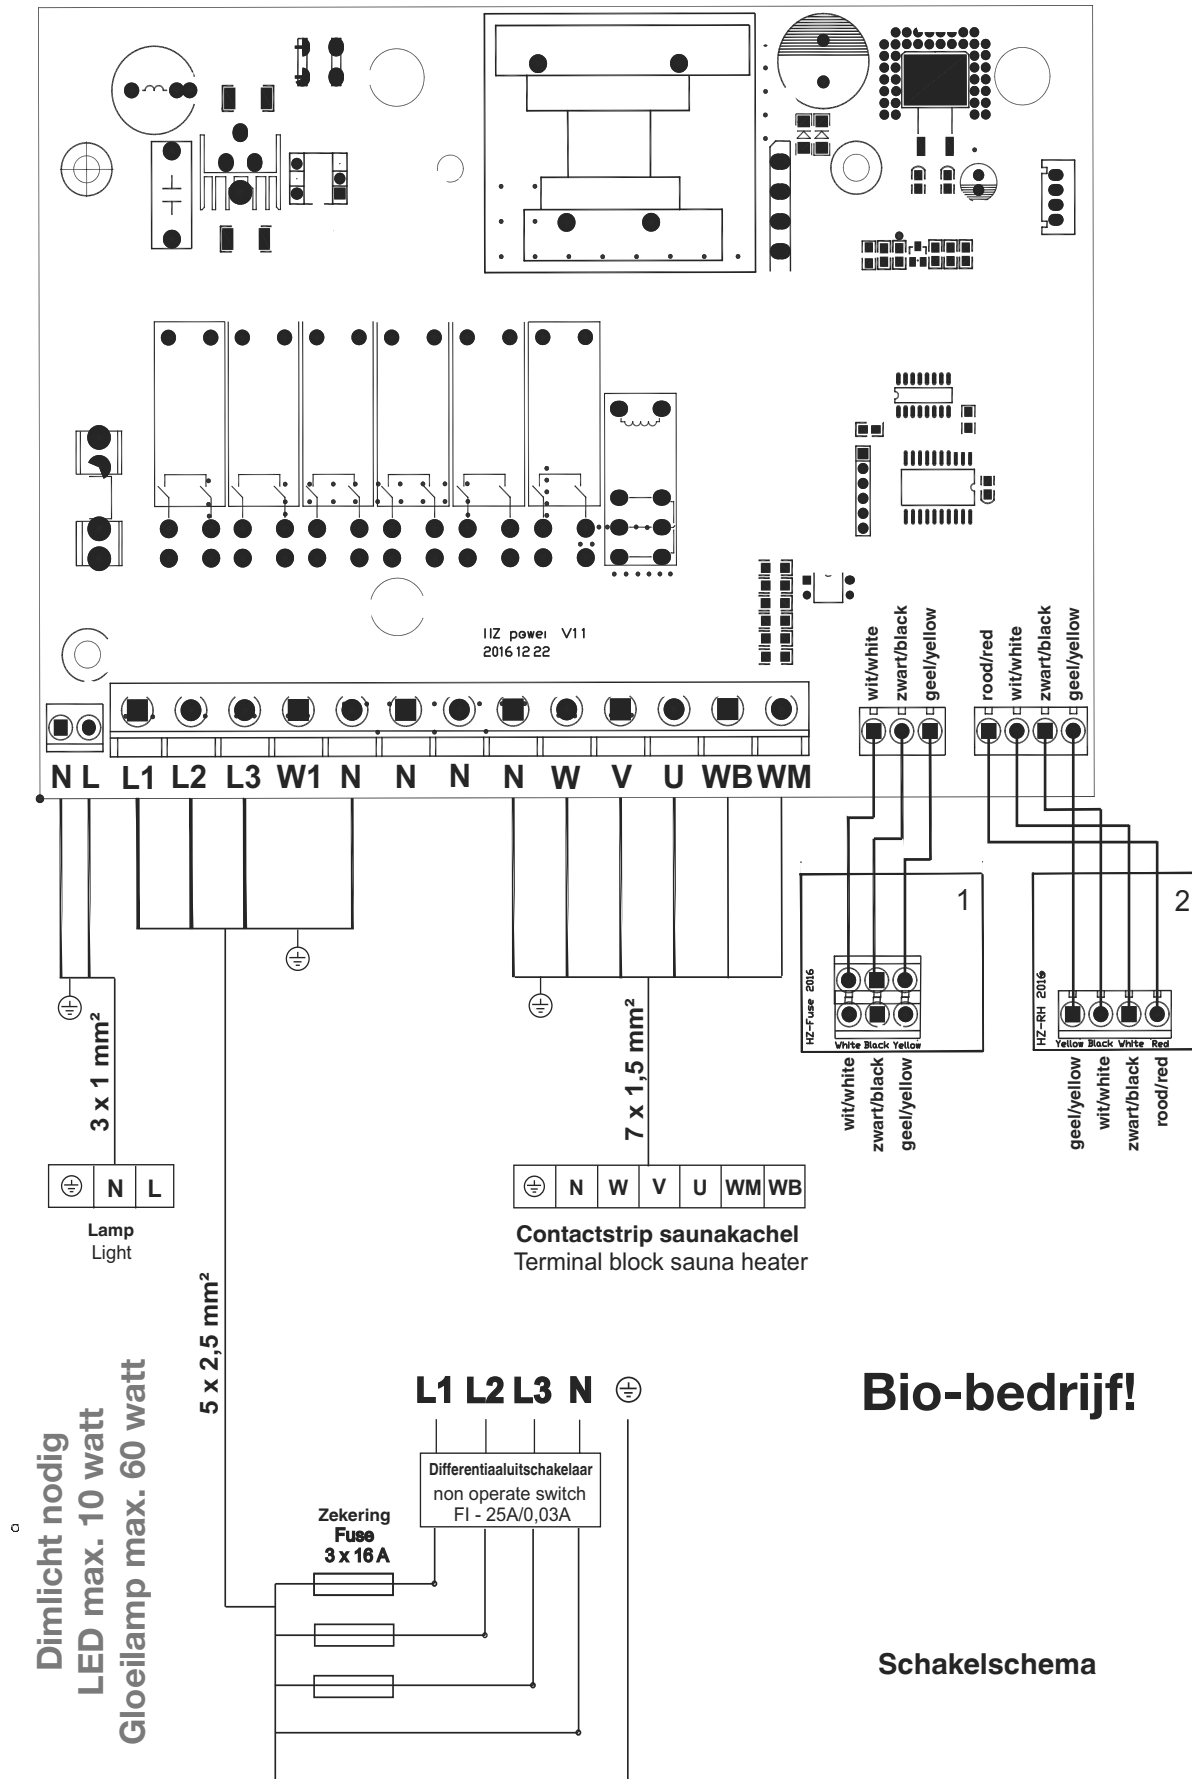 IIZ power V11
2016 12 22
wit/white
zwart/black
geel/yellow
rood/red
wit/white
zwart/black
geel/yellow
N L L1 L2 L3 W1 N N N N W V U WB WM
1
2
HZ-Fuse 2016
White Black Yellow
HZ-RH 2016
Yellow Black White Red
wit/white
zwart/black
geel/yellow
geel/yellow
wit/white
zwart/black
rood/red
3 x 1 mm²
7 x 1,5 mm²
N L
Lamp
Light
N W V U WM WB
Contactstrip saunakachel
Terminal block sauna heater
5 x 2,5 mm²
L1 L2 L3 N
Bio-bedrijf!
Differentiaaluitschakelaar
non operate switch
FI - 25A/0,03A
Zekering
Fuse
3 x 16 A
Dimlicht nodig
LED max. 10 watt
Gloeilamp max. 60 watt
a
Schakelschema